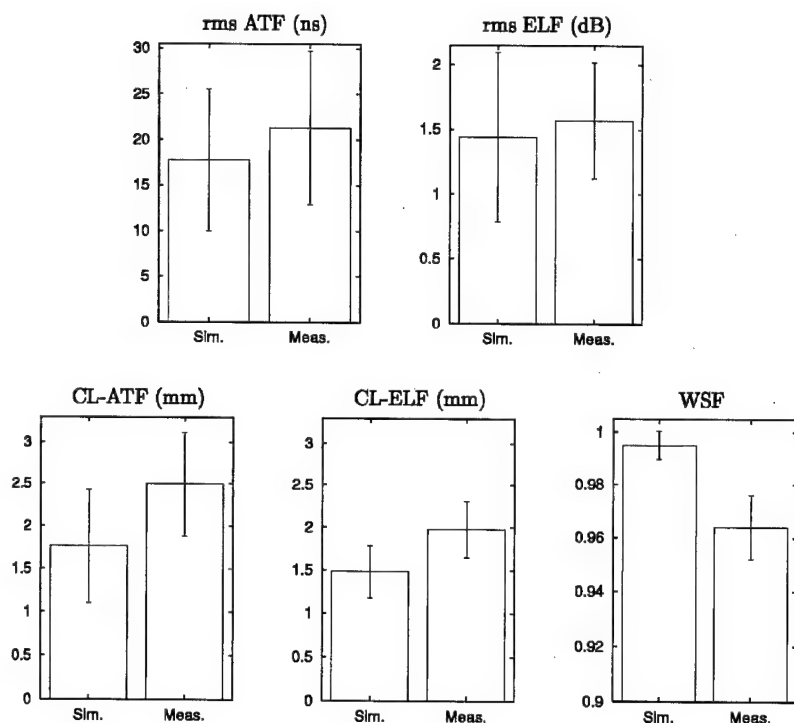 rms ATF (ns)
30
25
20
15
10
5
0
Sim.
Meas.
rms ELF (dB)
2
1.5
1
0.5
0
Sim.
Meas.
CL-ATF (mm)
3
2.5
2
1.5
1
0.5
0
Sim.
Meas.
CL-ELF (mm)
3
2.5
2
1.5
1
0.5
0
Sim.
Meas.
WSF
1
0.98
0.96
0.94
0.92
0.9
Sim.
Meas.